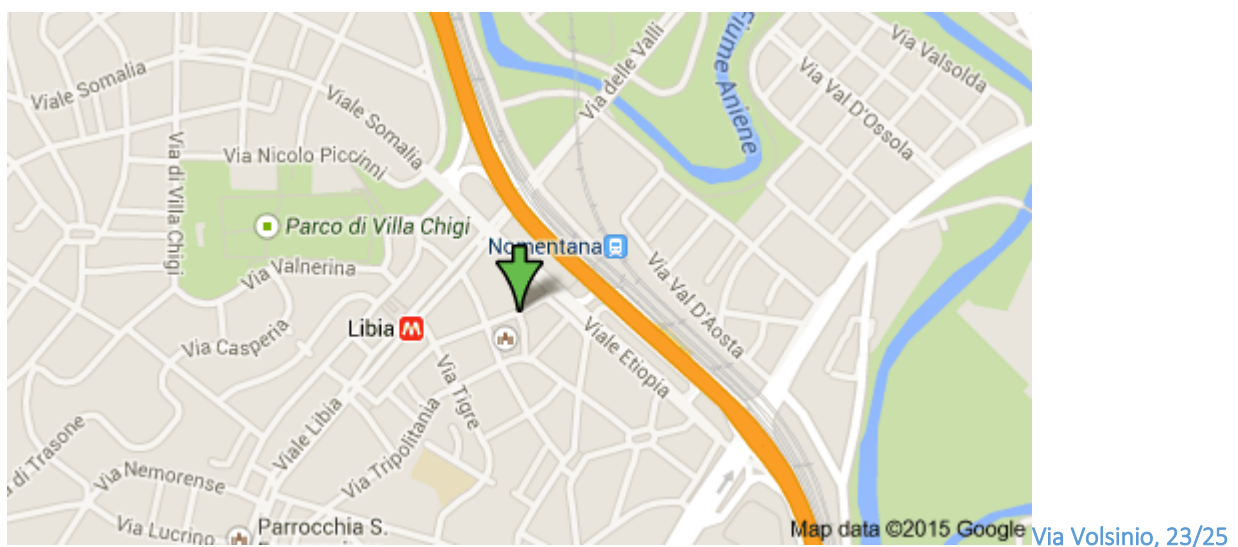 Via Valsolda
Viale Somalia
Via delle Valli
Fiume Aniene
Via Val D'Ossola
Viale Somalia
Via Nicolo Piccinni
Via di Villa Chigi
Parco di Villa Chigi
Nomentana
Via Valnerina
Via Val D'Aosta
Libia M
Via Casperia
Viale Etiopia
Via Tigre
Viale Libia
Via Tripolitania
di Trasone
Via Nemorense
Via Lucrino
Parrocchia S.
Map data ©2015 Google
Via Volsinio, 23/25